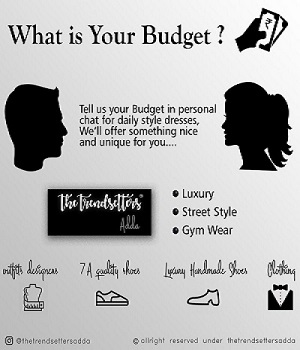 What is Your Budget ?
Tell us your Budget in personal
chat for daily style dresses,
We'll offer something nice
and unique for you....
TheTrendsetters®
Adda
• Luxury
• Street Style
• Gym Wear
outfits designers
7A quality shoes
Luxury Handmade Shoes
Clothing
@thetrendsettersadda
© allright reserved under thetrendsettersadda